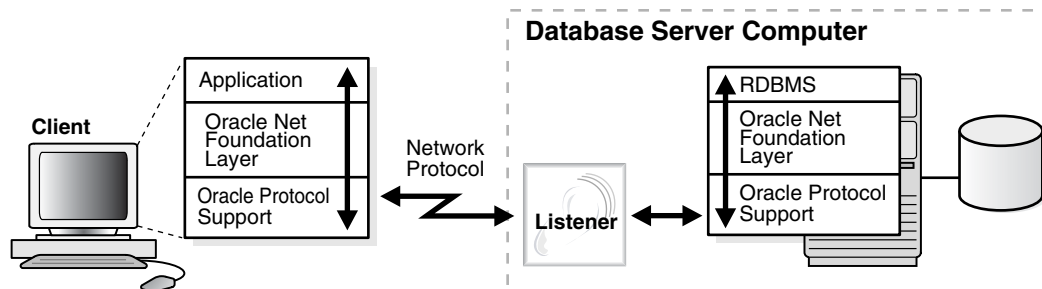 Database Server Computer
Client
Application
Oracle Net
Foundation
Layer
Oracle Protocol
Support
Network
Protocol
Listener
RDBMS
Oracle Net
Foundation
Layer
Oracle Protocol
Support